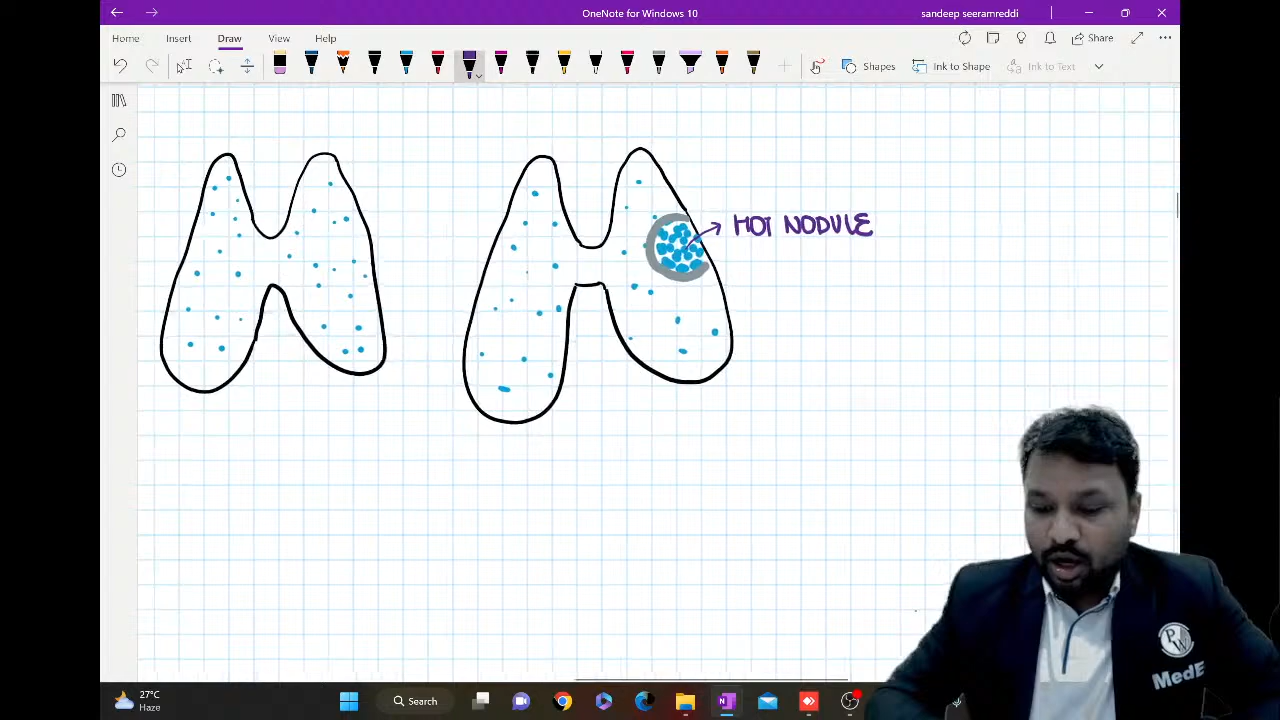 OneNote for Windows 10
sandeep seeramreddi
Home Insert Draw View Help
Share
Shapes
Ink to Shape
Ink to Text
HOT NODULE
PW
MedE
27°C
Haze
Search